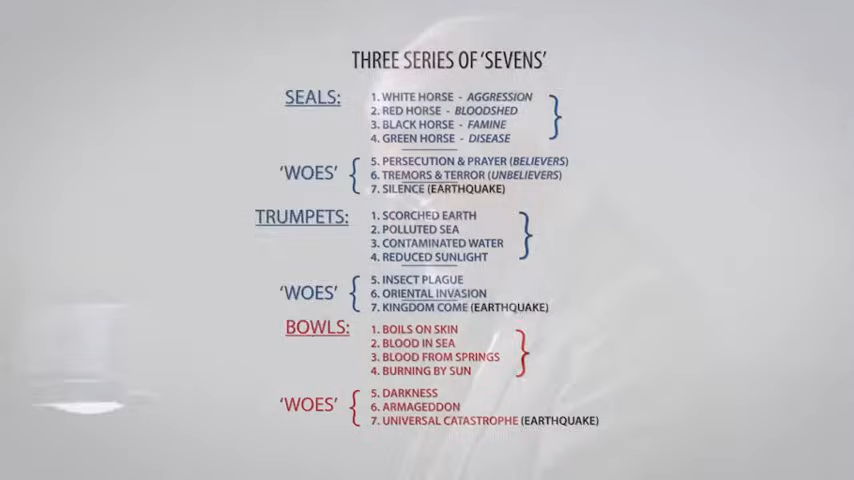 THREE SERIES OF 'SEVENS'
SEALS:
1. WHITE HORSE - AGGRESSION
2. RED HORSE - BLOODSHED
3. BLACK HORSE - FAMINE
4. GREEN HORSE - DISEASE
'WOES'
5. PERSECUTION & PRAYER (BELIEVERS)
6. TREMORS & TERROR (UNBELIEVERS)
7. SILENCE (EARTHQUAKE)
TRUMPETS:
1. SCORCHED EARTH
2. POLLUTED SEA
3. CONTAMINATED WATER
4. REDUCED SUNLIGHT
'WOES'
5. INSECT PLAGUE
6. ORIENTAL INVASION
7. KINGDOM COME (EARTHQUAKE)
BOWLS:
1. BOILS ON SKIN
2. BLOOD IN SEA
3. BLOOD FROM SPRINGS
4. BURNING BY SUN
'WOES'
5. DARKNESS
6. ARMAGEDDON
7. UNIVERSAL CATASTROPHE (EARTHQUAKE)